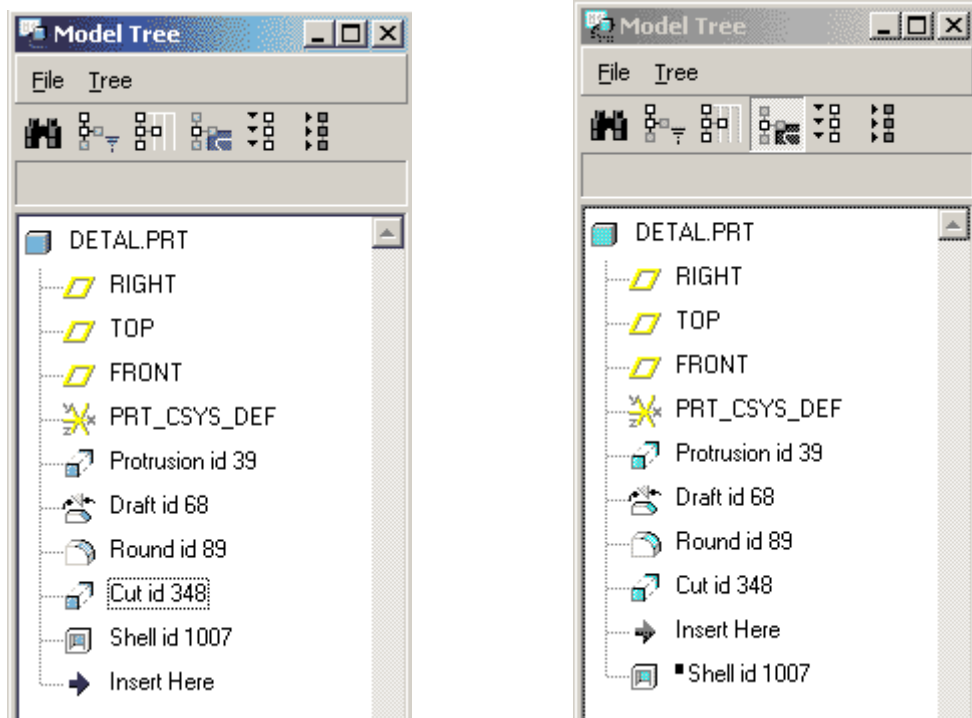 Model Tree
File Tree
DETAL.PRT
RIGHT
TOP
FRONT
PRT_CSYS_DEF
Protrusion id 39
Draft id 68
Round id 89
Cut id 348
Shell id 1007
Insert Here
Model Tree
File Tree
DETAL.PRT
RIGHT
TOP
FRONT
PRT_CSYS_DEF
Protrusion id 39
Draft id 68
Round id 89
Cut id 348
Insert Here
Shell id 1007